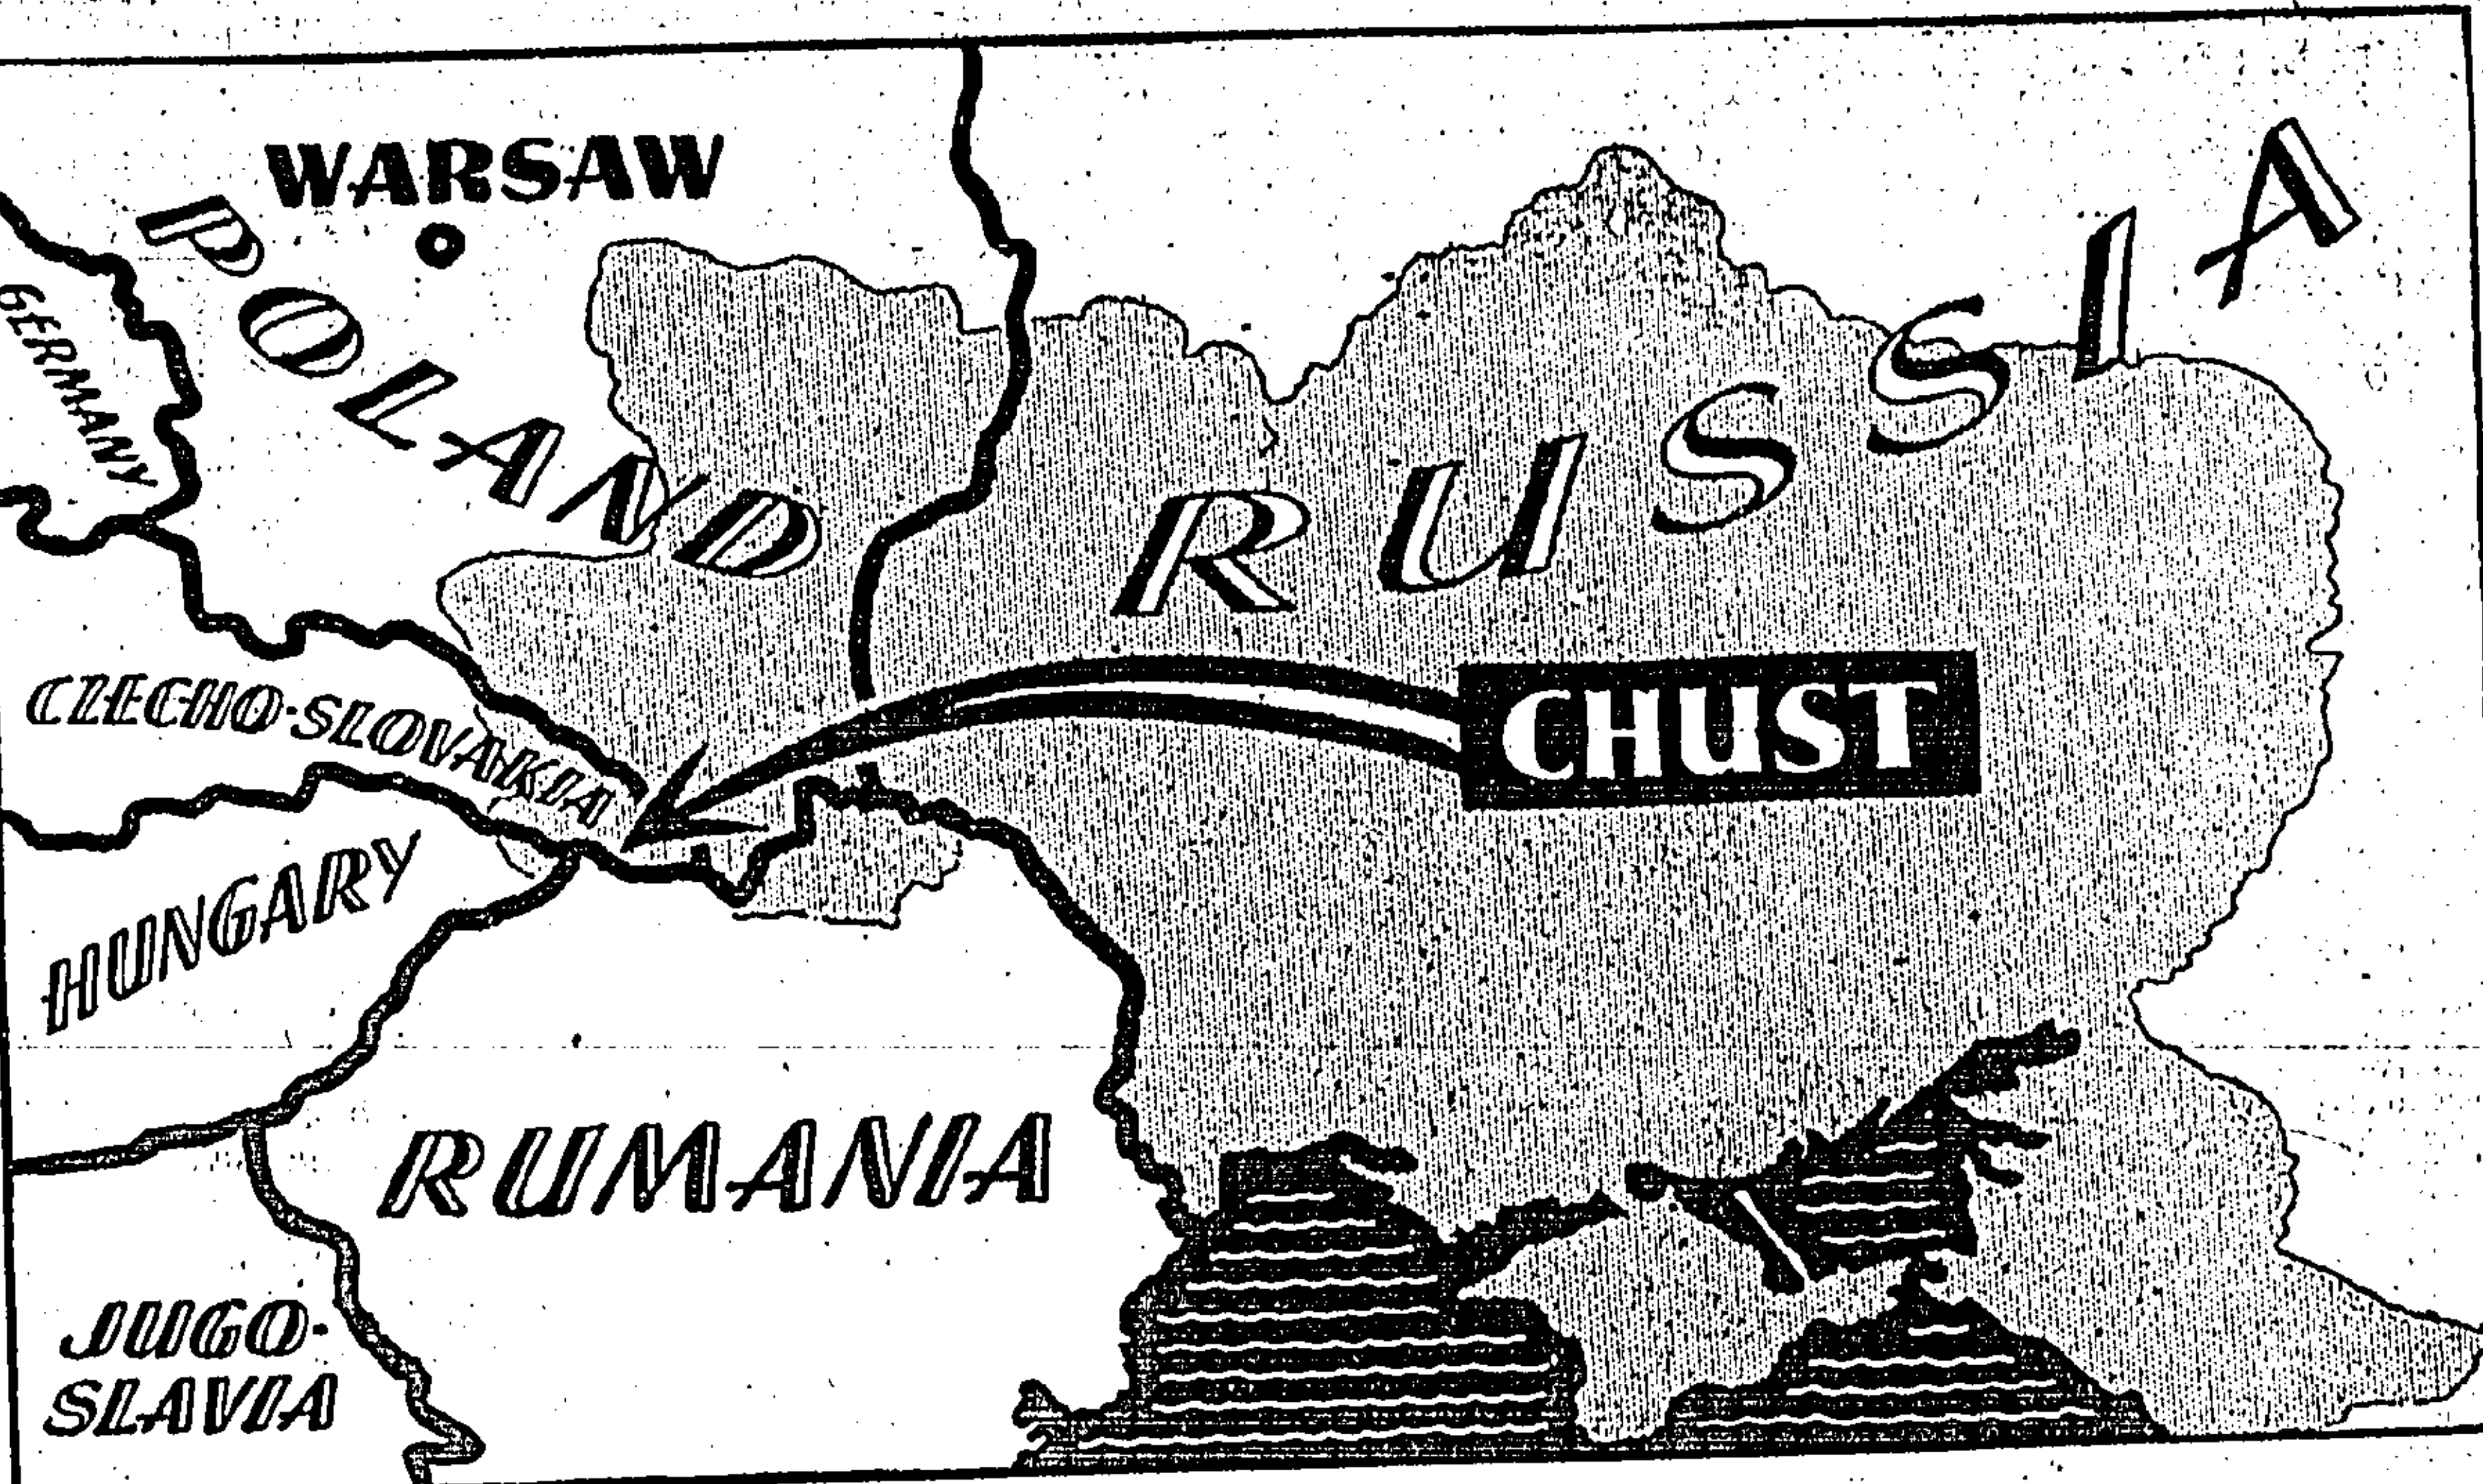 WARSAW
POLAND
RUSSIA
GERMANY
CHUST
CZECHO-SLOVAKIA
HUNGARY
RUMANIA
JUGO-
SLAVIA